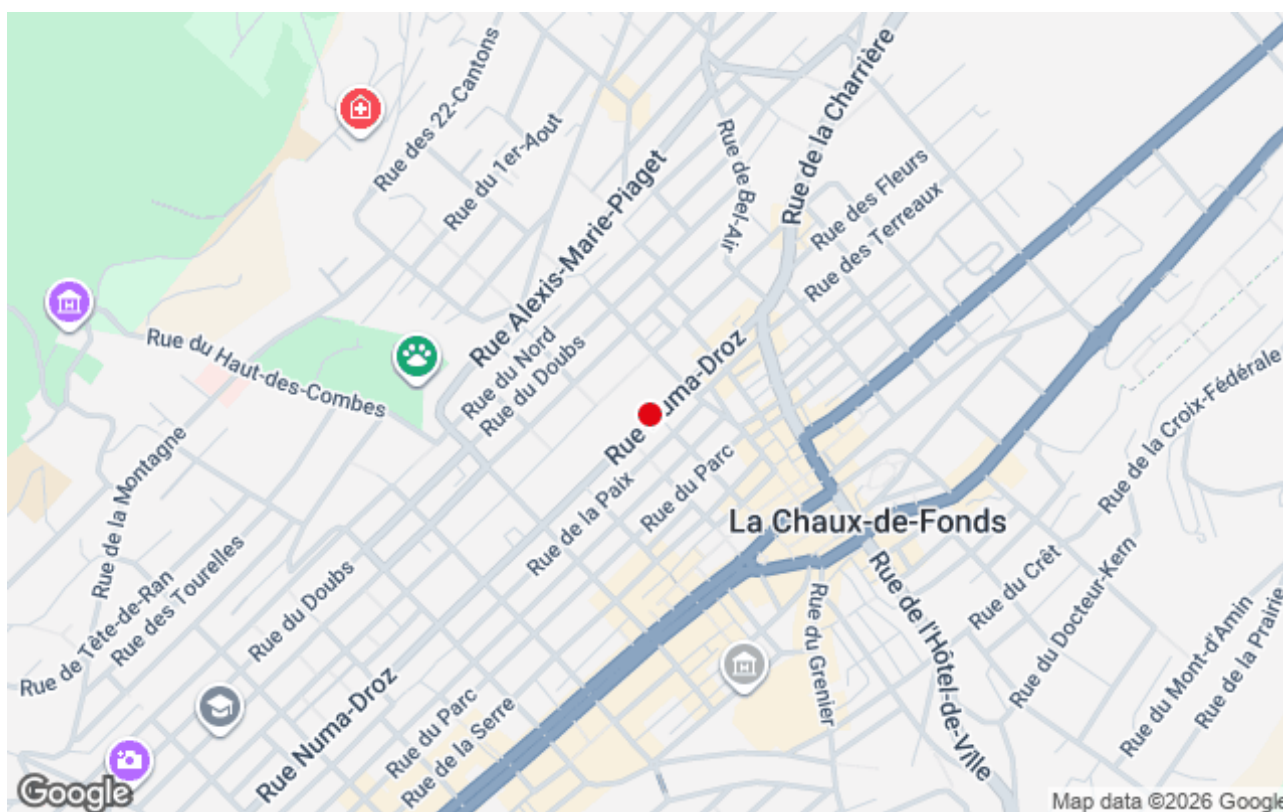 Rue des 22-Cantons
Rue du 1er-Aout
Rue de Bel-Air
Rue de la Charrière
Rue des Fleurs
Rue des Terreaux
Rue Alexis-Marie-Piaget
Rue du Nord
Rue du Doubs
Rue du Haut-des-Combes
Rue Numa-Droz
Rue de la Croix-Fédérale
Rue de la Montagne
Rue de la Paix
Rue du Parc
La Chaux-de-Fonds
Rue de Tête-de-Ran
Rue des Tourelles
Rue du Doubs
Rue du Grenier
Rue de l'Hôtel-de-Ville
Rue du Crêt
Rue du Docteur-Kern
Rue du Mont-d'Amin
Rue de la Prairie
Rue Numa-Droz
Rue du Parc
Rue de la Serre
Google
Map data ©2026 Google